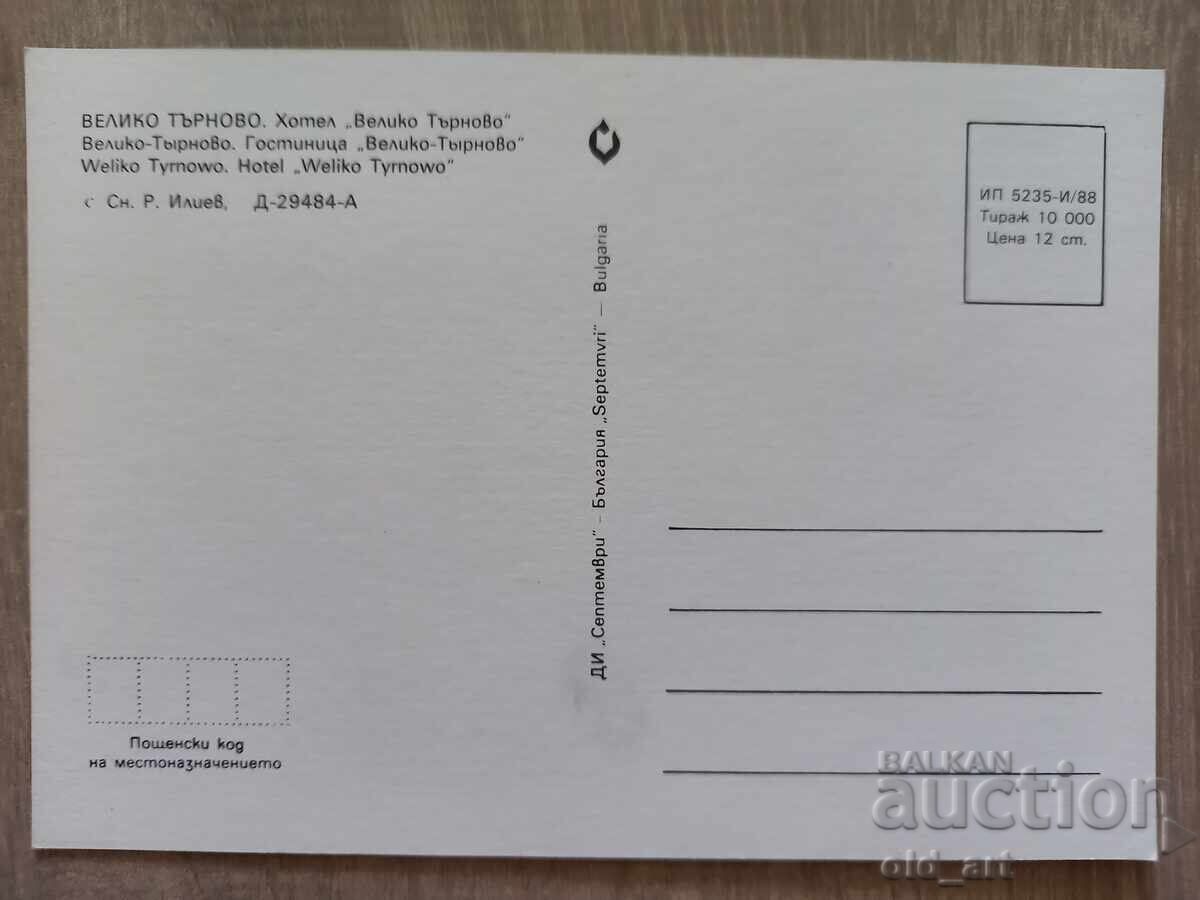 ВЕЛИКО ТЪРНОВО. Хотел „Велико Търново“
Велико-Тырново. Гостиница „Велико-Тырново“
Weliko Tyrnowo. Hotel „Weliko Tyrnowo“
с Сн. Р. Илиев, Д-29484-А
ДИ „Септември“ – България „Septemvri“ — Bulgaria
ИП 5235-И/88
Тираж 10 000
Цена 12 ст.
Пощенски код
на местоназначението
BALKAN
auction
old_art